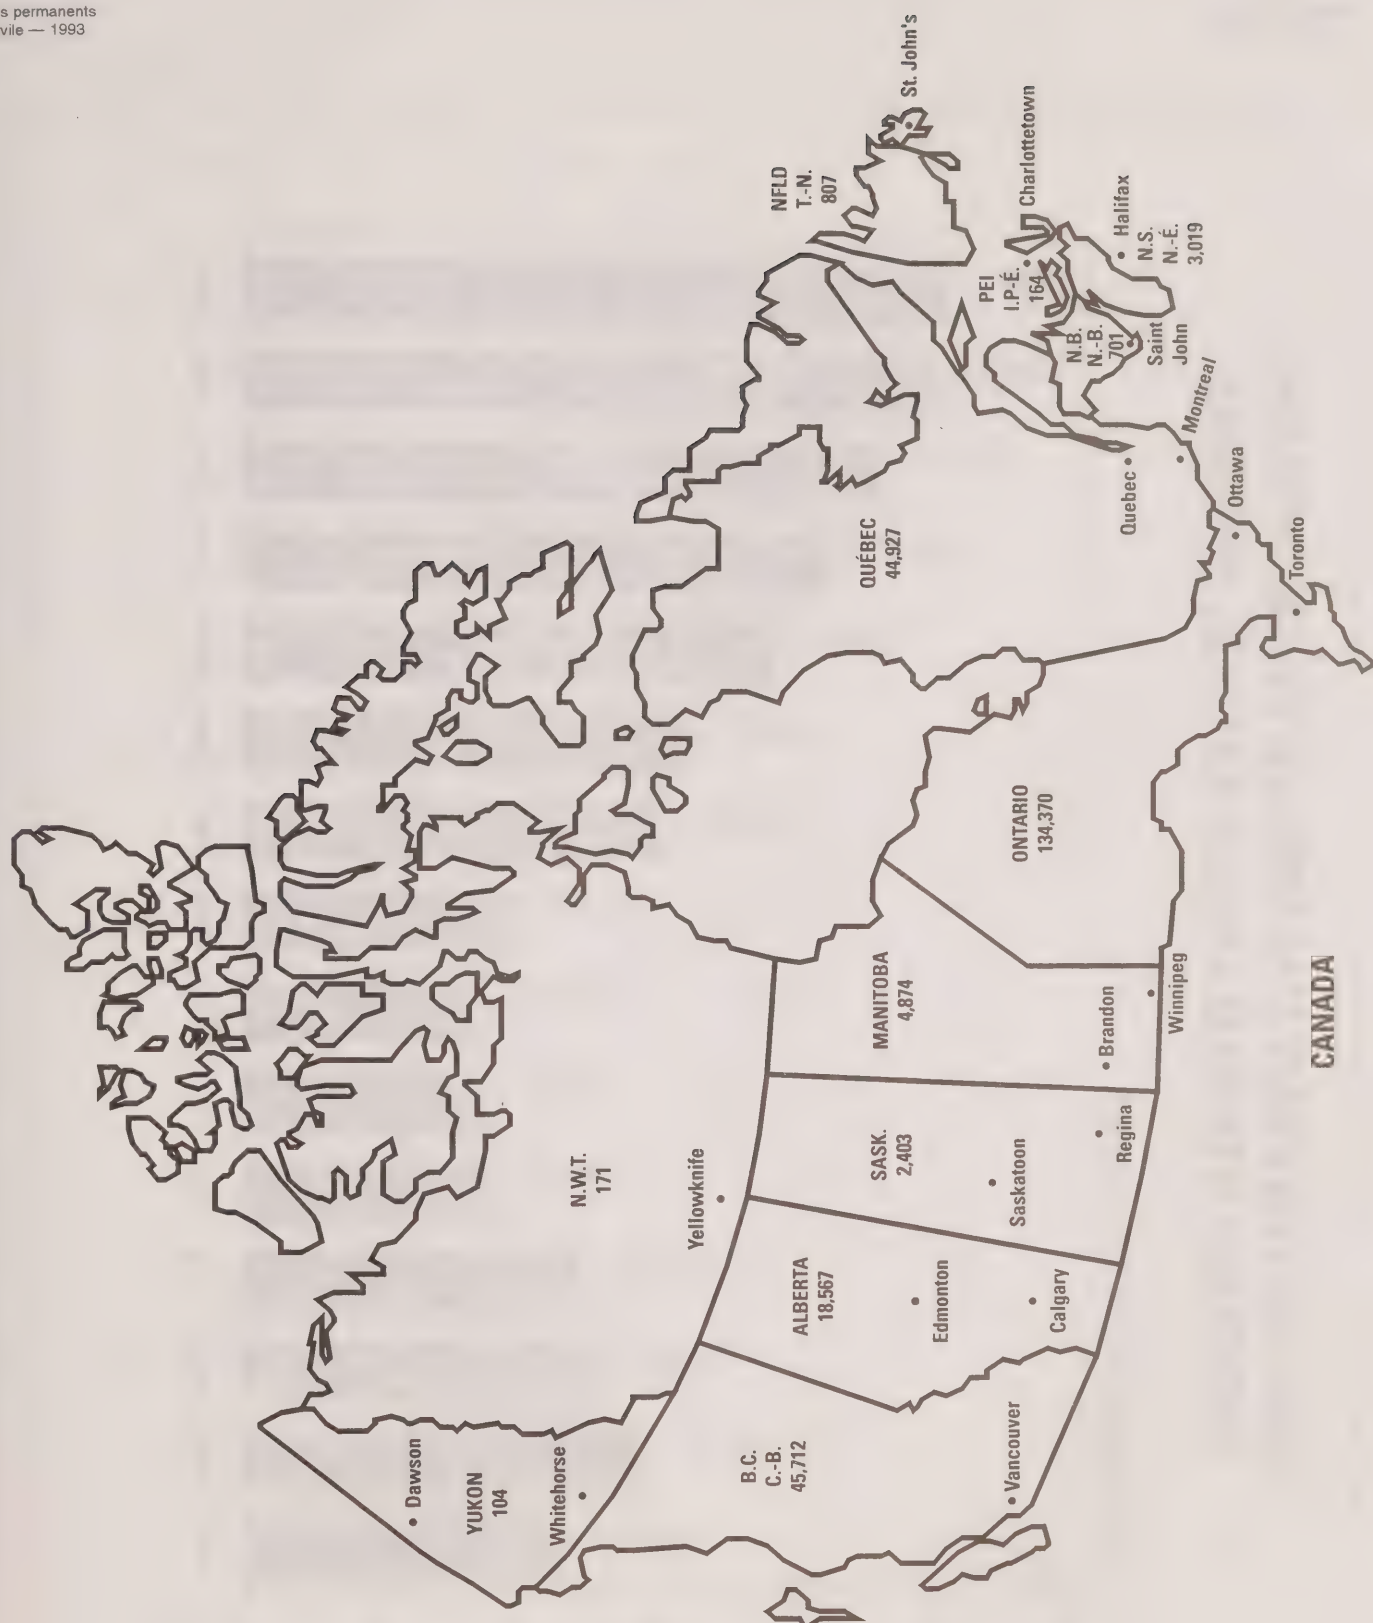 s permanents
vile — 1993
St. John's
NFLD
T.-N.
807
Charlottetown
PEI
I.P-É.
164
Halifax
N.S.
N.-É.
3,019
N.B.
N.-B.
701
Saint
John
Montreal
Quebec
Ottawa
Toronto
QUÉBEC
44,927
ONTARIO
134,370
MANITOBA
4,874
Brandon
Winnipeg
SASK.
2,403
Saskatoon
Regina
N.W.T.
171
Yellowknife
ALBERTA
18,567
Edmonton
Calgary
B.C.
C.-B.
45,712
Vancouver
Dawson
YUKON
104
Whitehorse
CANADA